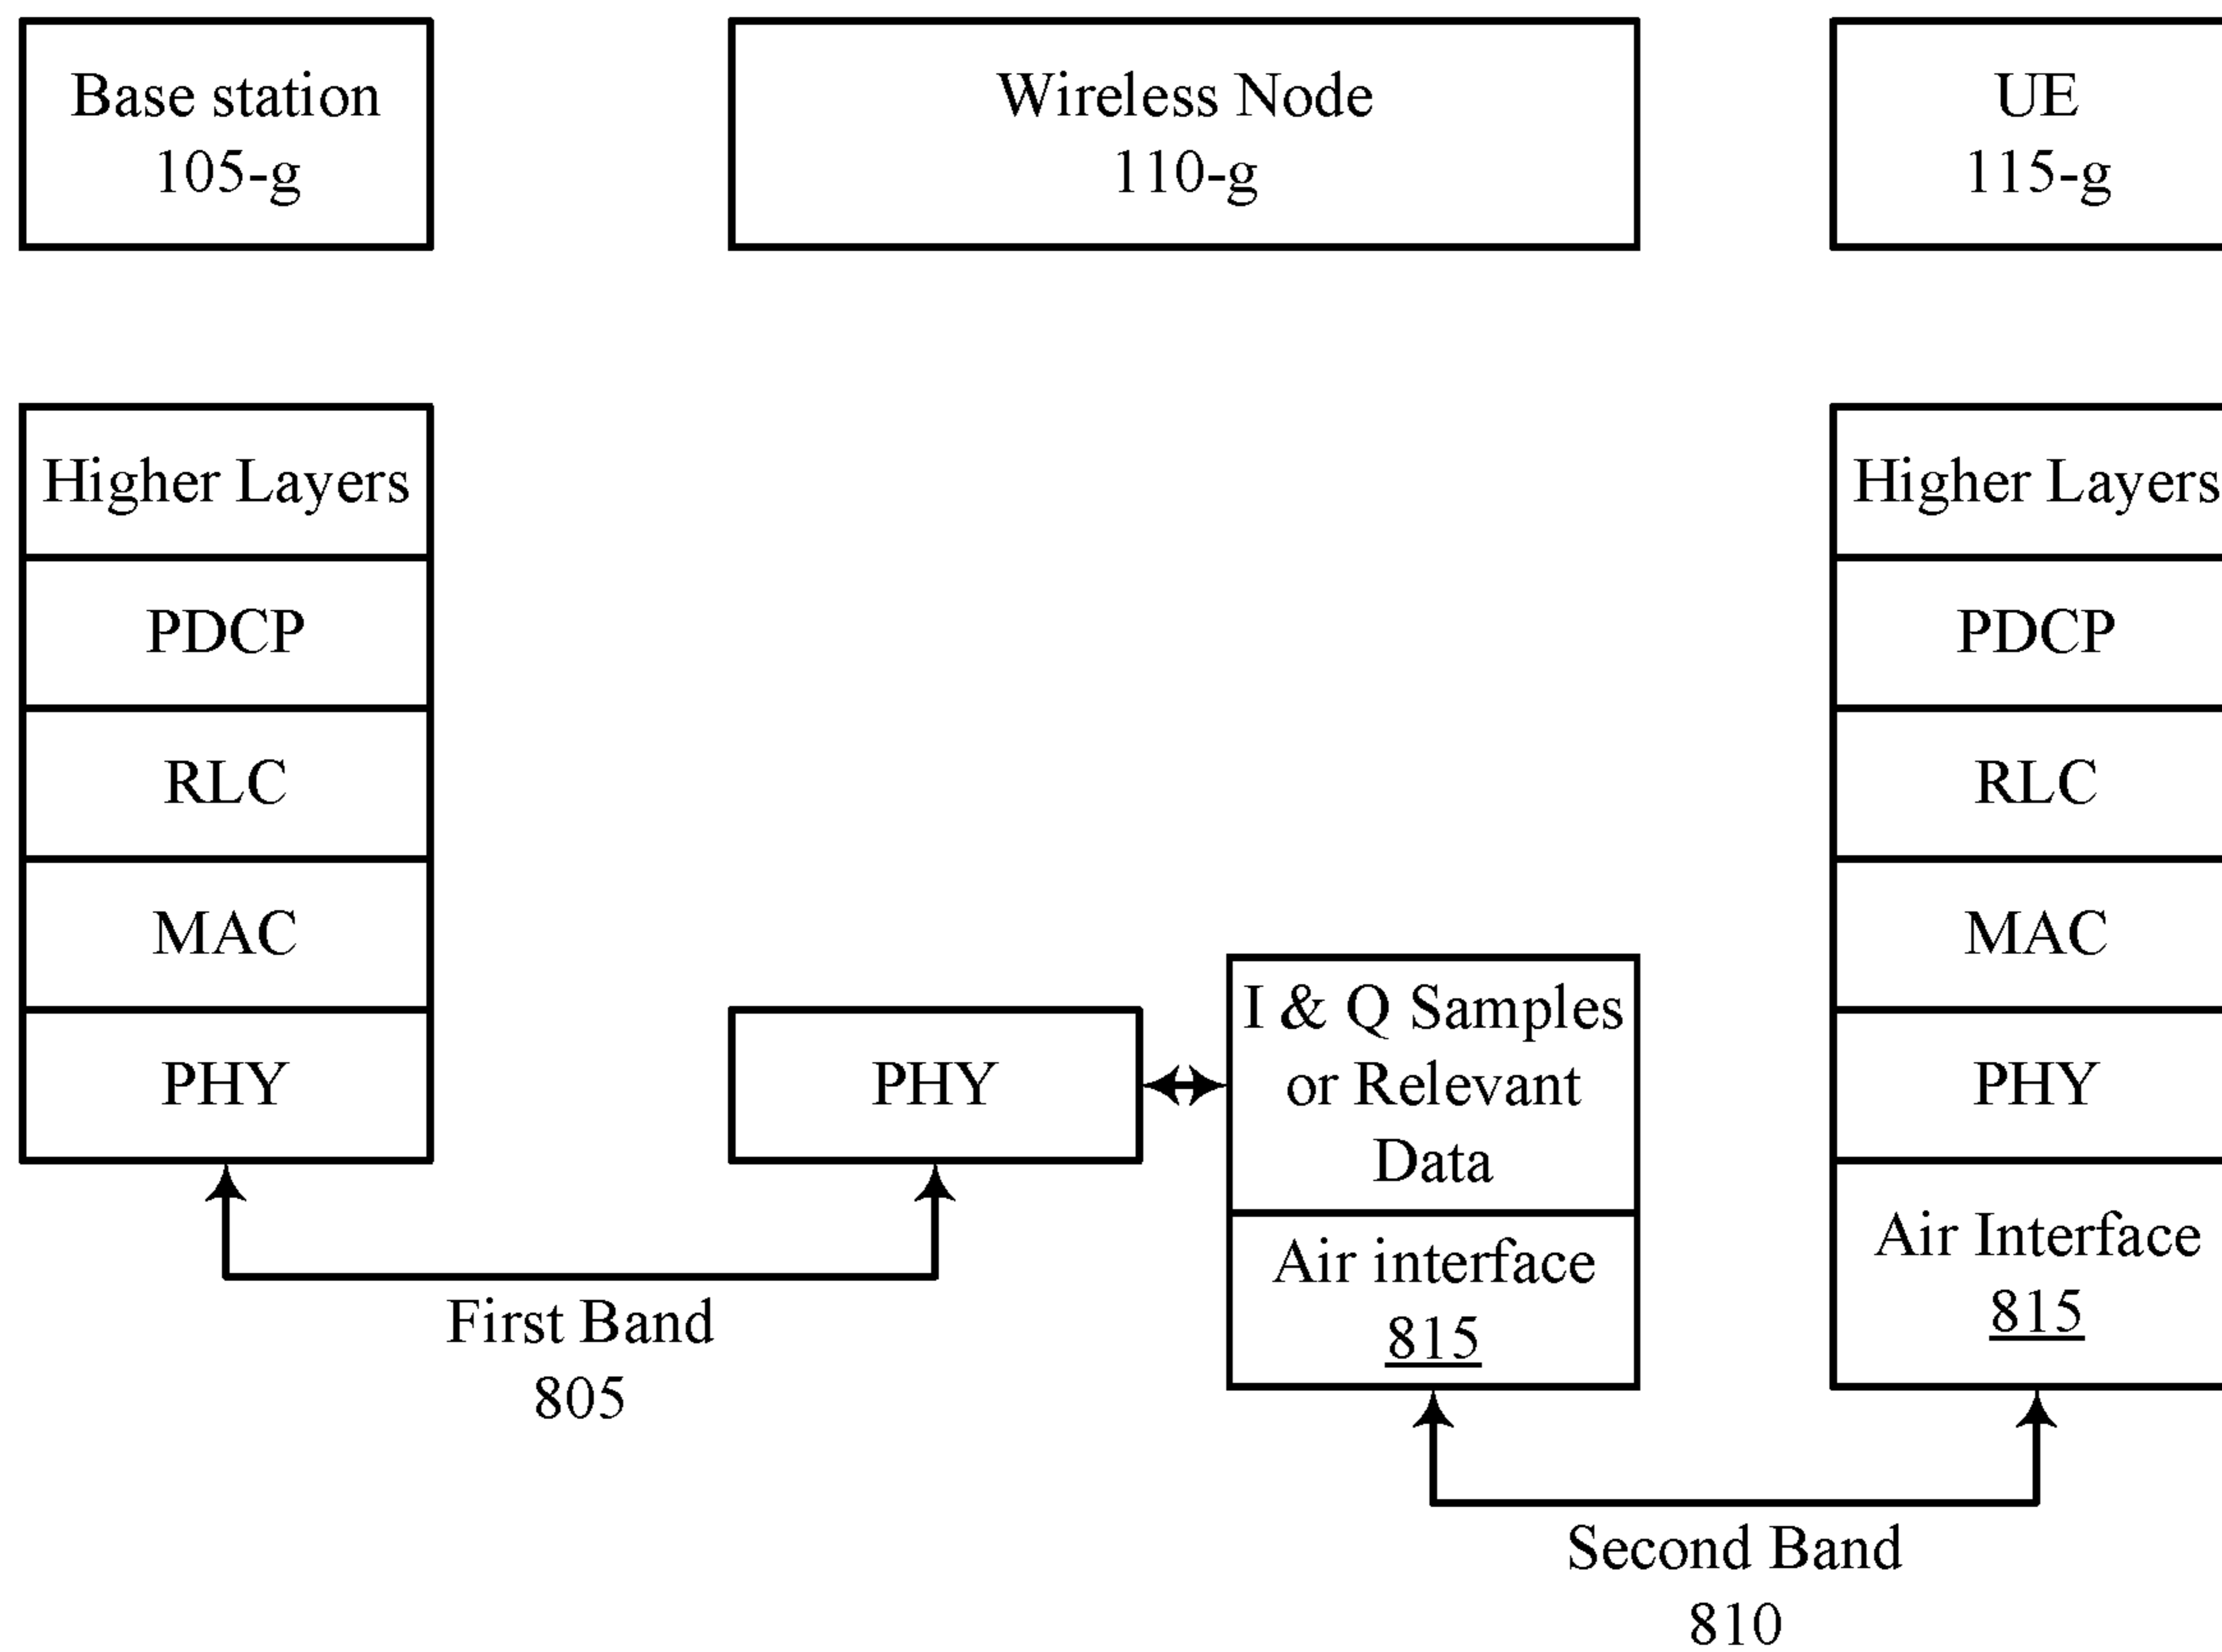 Base station
105-g
Wireless Node
110-g
UE
115-g
Higher Layers
PDCP
RLC
MAC
PHY
First Band
805
PHY
I & Q Samples
or Relevant
Data
Air interface
815
Higher Layers
PDCP
RLC
MAC
PHY
Air Interface
815
Second Band
810